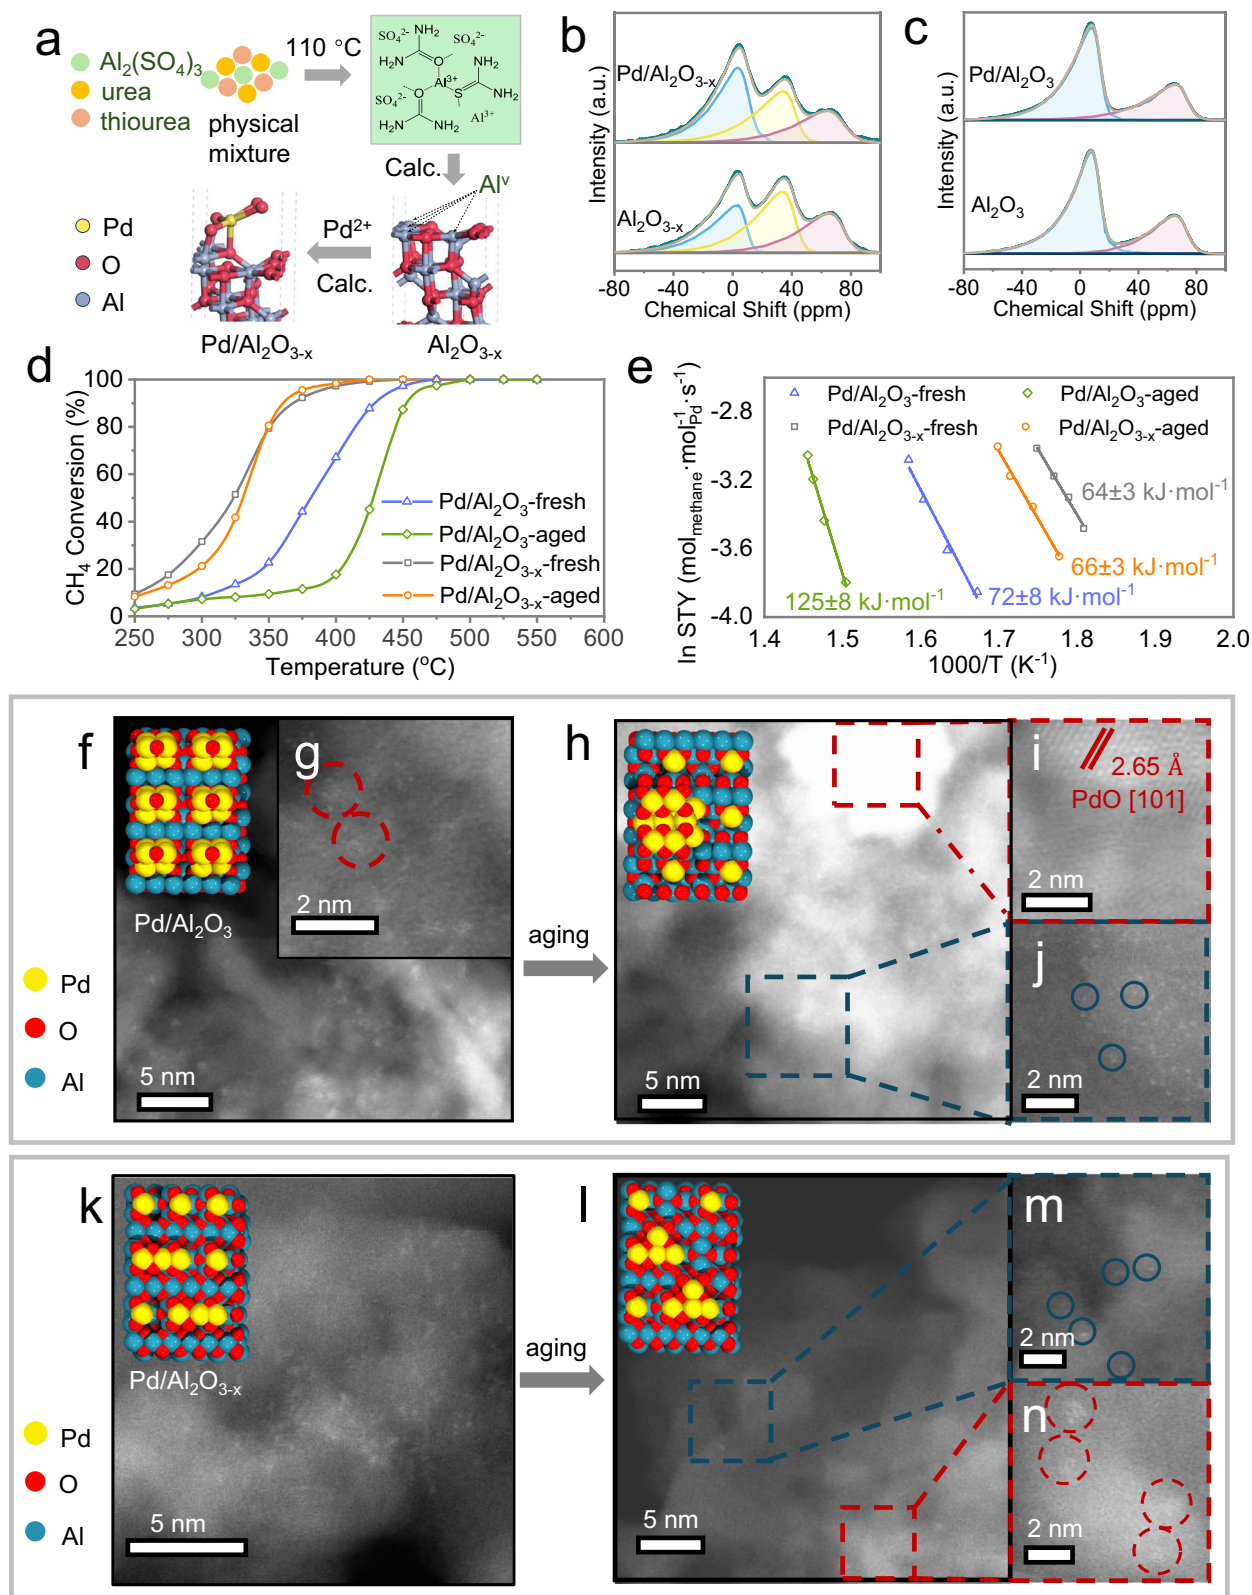 a
Al2(SO4)3
urea
thiourea
physical
mixture
110 °C
SO4^2-
NH2
SO4^2-
H2N
O
NH2
Al3+
SO4^2-
O
S
NH2
H2N
Al3+
H2N
NH2
Calc.
Al^V
Pd
O
Al
Pd2+
Calc.
Pd/Al2O3-x
Al2O3-x
b
Pd/Al2O3-x
Al2O3-x
Intensity (a.u.)
-80 -40 0 40 80
Chemical Shift (ppm)
c
Pd/Al2O3
Al2O3
Intensity (a.u.)
-80 -40 0 40 80
Chemical Shift (ppm)
d
CH4 Conversion (%)
100
80
60
40
20
0
Pd/Al2O3-fresh
Pd/Al2O3-aged
Pd/Al2O3-x-fresh
Pd/Al2O3-x-aged
250 300 350 400 450 500 550 600
Temperature (oC)
e
ln STY (molmethane·molPd^-1·s^-1)
-2.8
-3.2
-3.6
-4.0
Pd/Al2O3-fresh
Pd/Al2O3-aged
Pd/Al2O3-x-fresh
Pd/Al2O3-x-aged
64±3 kJ·mol-1
66±3 kJ·mol-1
125±8 kJ·mol-1
72±8 kJ·mol-1
1.4 1.5 1.6 1.7 1.8 1.9 2.0
1000/T (K-1)
f
Pd/Al2O3
g
2 nm
5 nm
Pd
O
Al
aging
h
5 nm
i
2.65 Å
PdO [101]
2 nm
j
2 nm
k
Pd/Al2O3-x
5 nm
Pd
O
Al
aging
l
5 nm
m
2 nm
n
2 nm